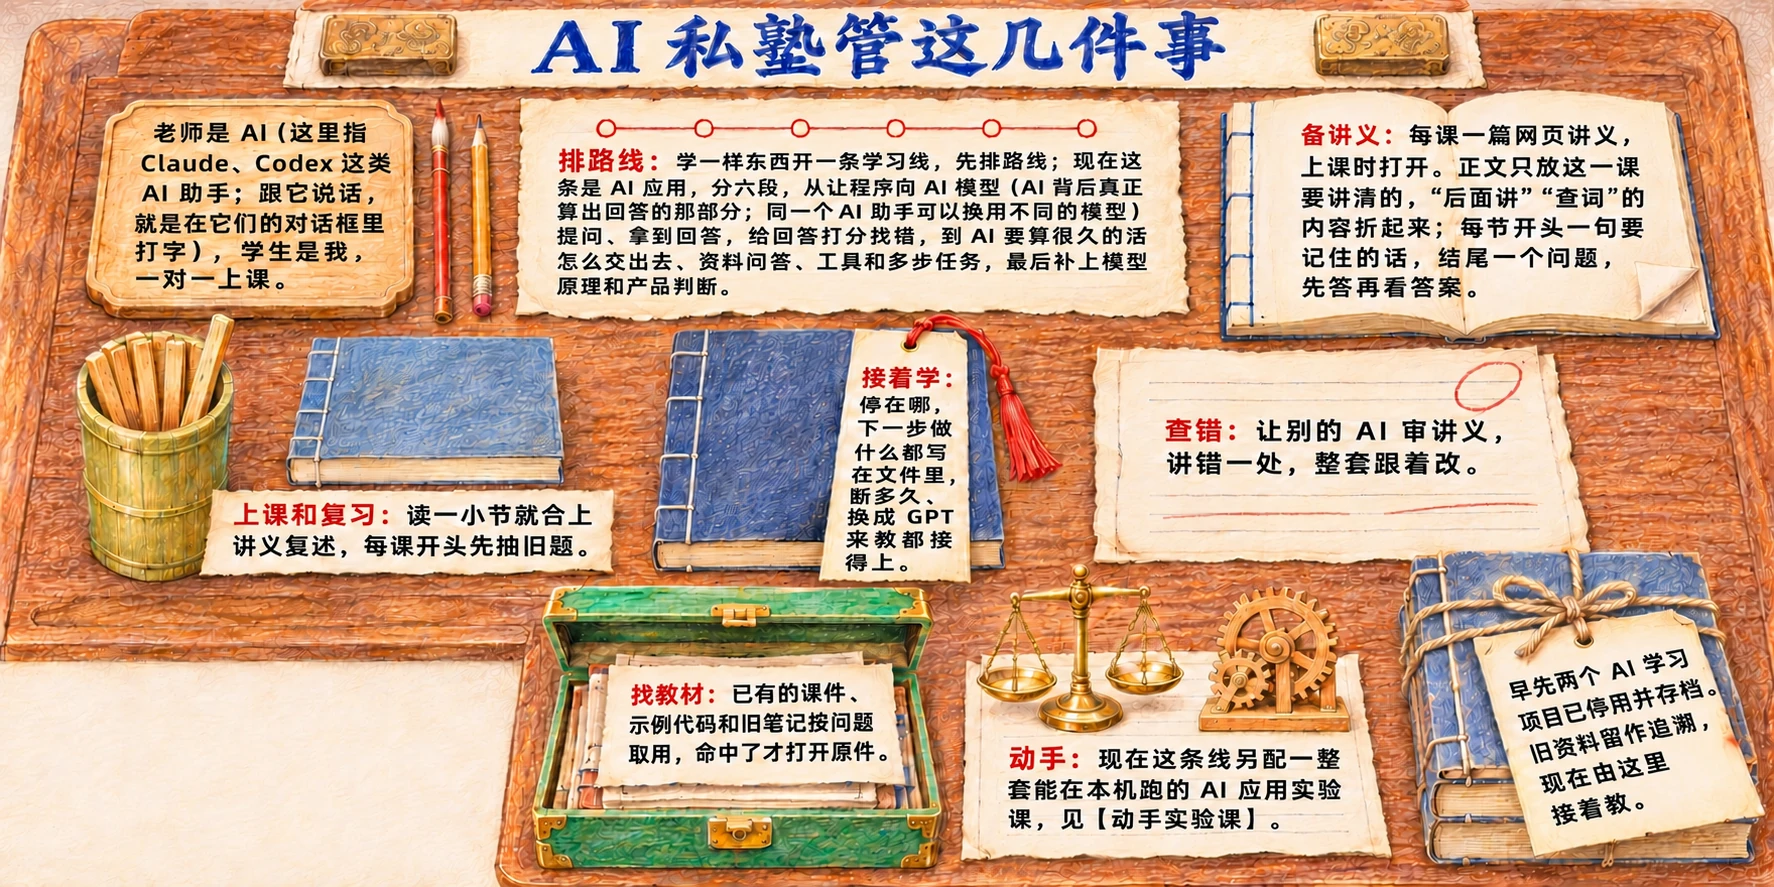 AI 私塾管这几件事
老师是 AI（这里指
Claude、Codex 这类
AI 助手；跟它说话，
就是在它们的对话框里
打字），学生是我，
一对一上课。
排路线：学一样东西开一条学习线，先排路线；现在这
条是 AI 应用，分六段，从让程序向 AI 模型（AI 背后真正
算出回答的那部分；同一个 AI 助手可以换用不同的模型）
提问、拿到回答，给回答打分找错，到 AI 要算很久的活
怎么交出去、资料问答、工具和多步任务，最后补上模型
原理和产品判断。
备讲义：每课一篇网页讲义，
上课时打开。正文只放这一课
要讲清的，“后面讲”“查词”的
内容折起来；每节开头一句要
记住的话，结尾一个问题，
先答再看答案。
上课和复习：读一小节就合上
讲义复述，每课开头先抽旧题。
接着学：
停在哪，
下一步做
什么都写
在文件里，
断多久、
换成 GPT
来教都接
得上。
查错：让别的 AI 审讲义，
讲错一处，整套跟着改。
找教材：已有的课件、
示例代码和旧笔记按问题
取用，命中了才打开原件。
动手：现在这条线另配一整
套能在本机跑的 AI 应用实验
课，见【动手实验课】。
早先两个 AI 学习
项目已停用并存档。
旧资料留作追溯，
现在由这里
接着教。